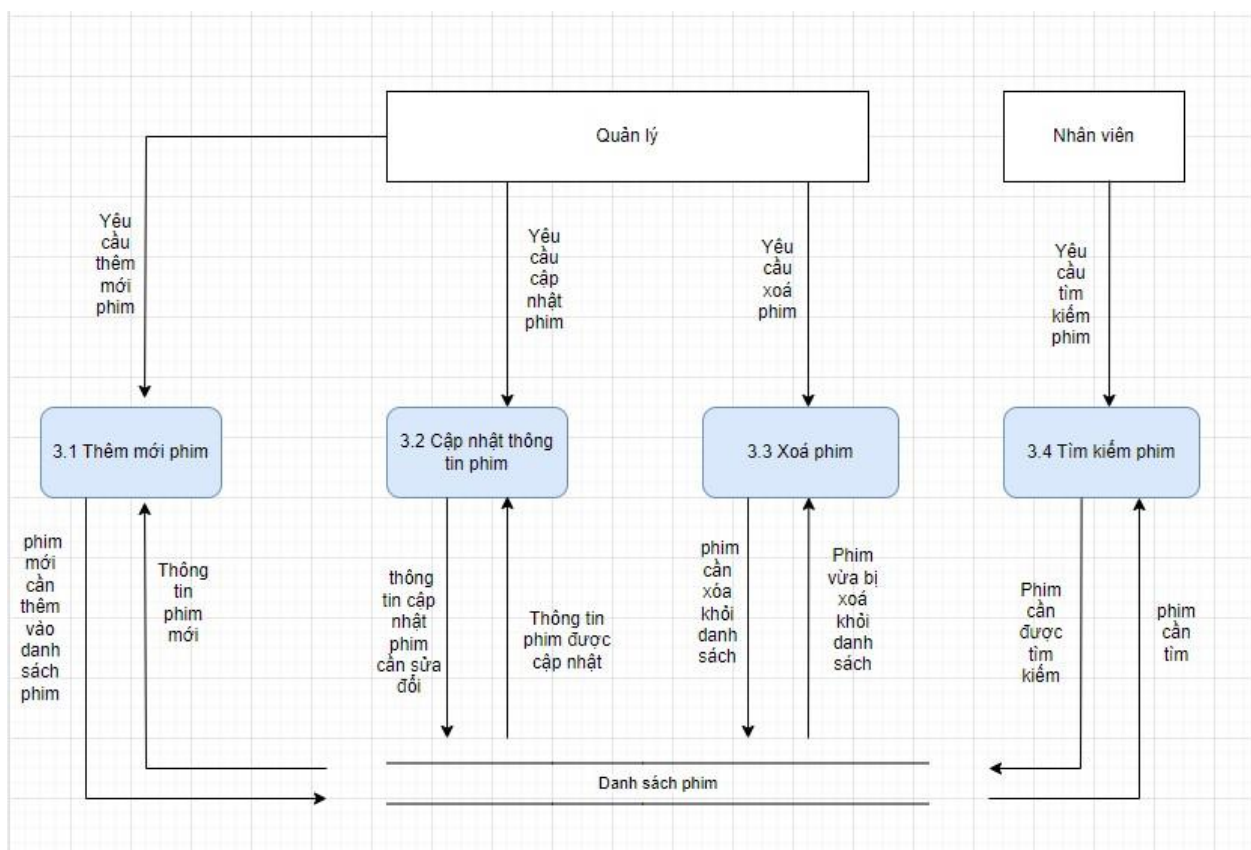 Quản lý
Nhân viên
Yêu
cầu
thêm
mới
phim
Yêu
cầu
cập
nhật
phim
Yêu
cầu
xoá
phim
Yêu
cầu
tìm
kiếm
phim
3.1 Thêm mới phim
3.2 Cập nhật thông
tin phim
3.3 Xoá phim
3.4 Tìm kiếm phim
phim
mới
cần
thêm
vào
danh
sách
phim
Thông
tin
phim
mới
thông
tin cập
nhật
phim
cần sửa
đổi
Thông tin
phim được
cập nhật
phim
cần
xóa
khỏi
danh
sách
Phim
vừa bị
xoá
khỏi
danh
sách
Phim
cần
được
tìm
kiếm
phim
cần
tìm
Danh sách phim